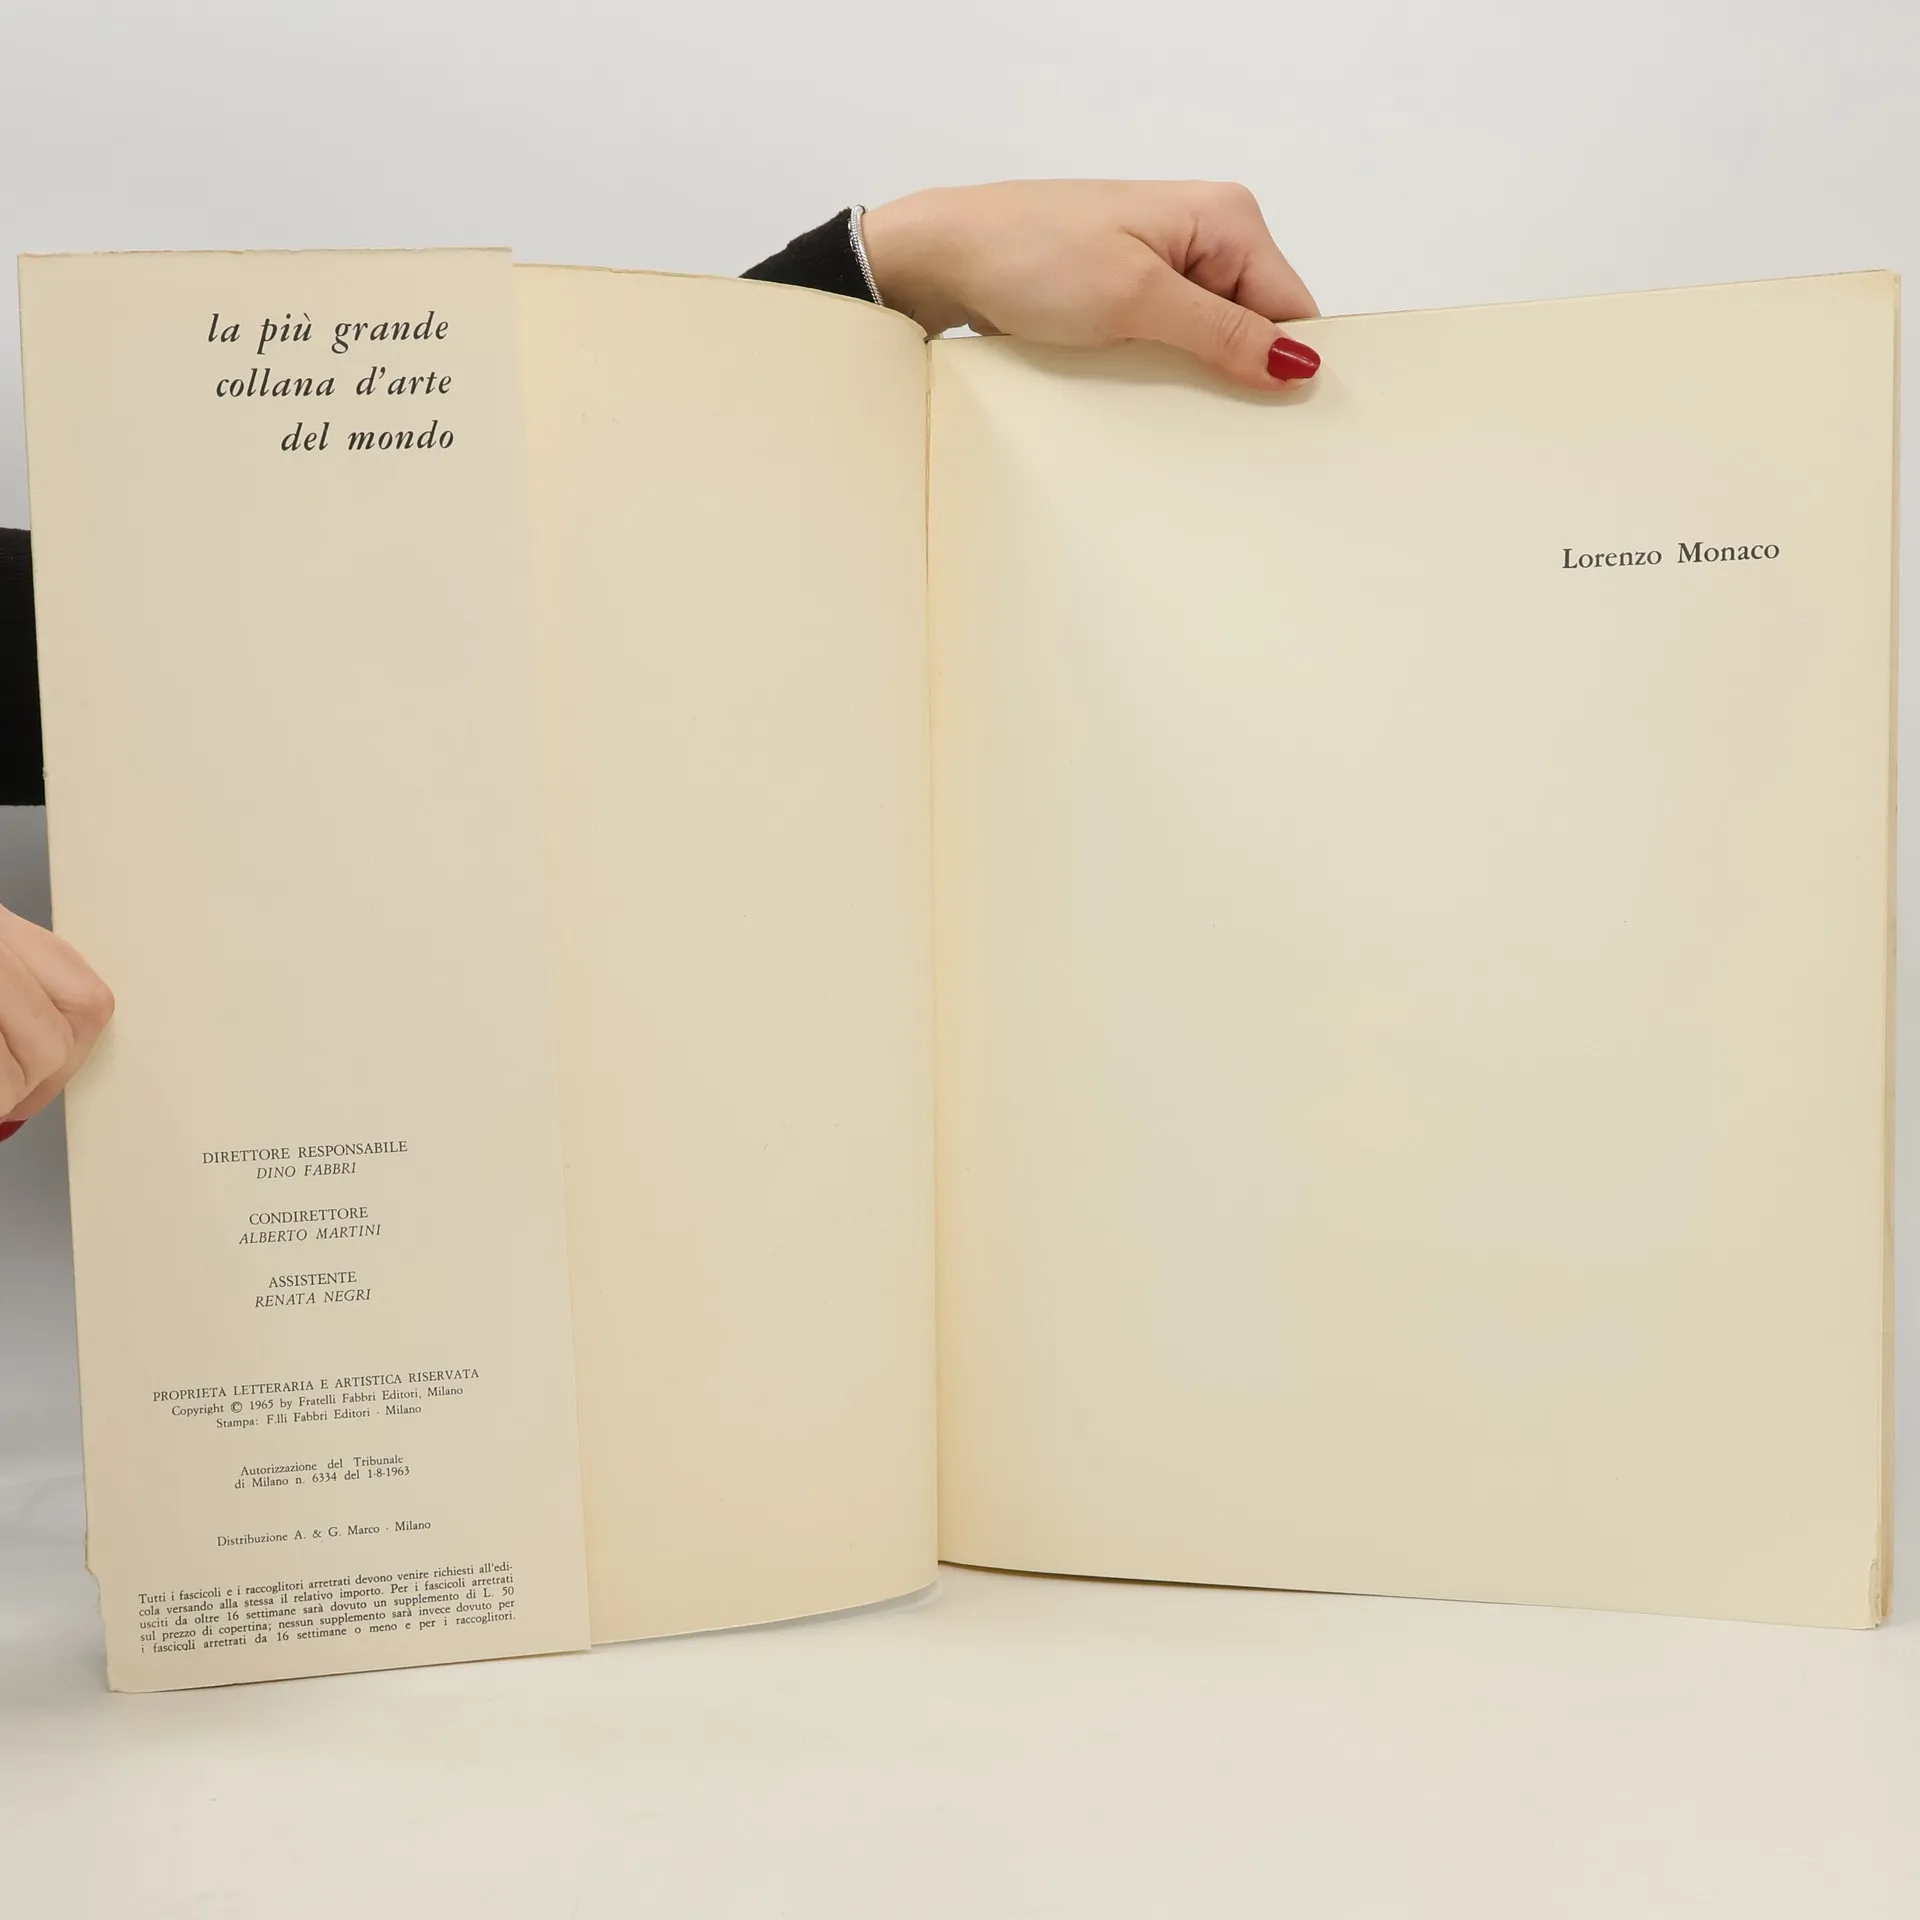 la più grande
collana d'arte
del mondo
DIRETTORE RESPONSABILE
DINO FABBRI
CONDIRETTORE
ALBERTO MARTINI
ASSISTENTE
RENATA NEGRI
PROPRIETÀ LETTERARIA E ARTISTICA RISERVATA
Copyright © 1965 by Fratelli Fabbri Editori, Milano
Stampa: F.lli Fabbri Editori - Milano
Autorizzazione del Tribunale
di Milano n. 6334 del 1-8-1963
Distribuzione A. & G. Marco - Milano
Tutti i fascicoli e i raccoglitori arretrati devono venire richiesti all'edi-
cola versando alla stessa il relativo importo. Per i fascicoli arretrati
usciti da oltre 16 settimane sarà dovuto un supplemento di L. 50
sul prezzo di copertina; nessun supplemento sarà invece dovuto per
i fascicoli arretrati da 16 settimane o meno e per i raccoglitori.
Lorenzo Monaco